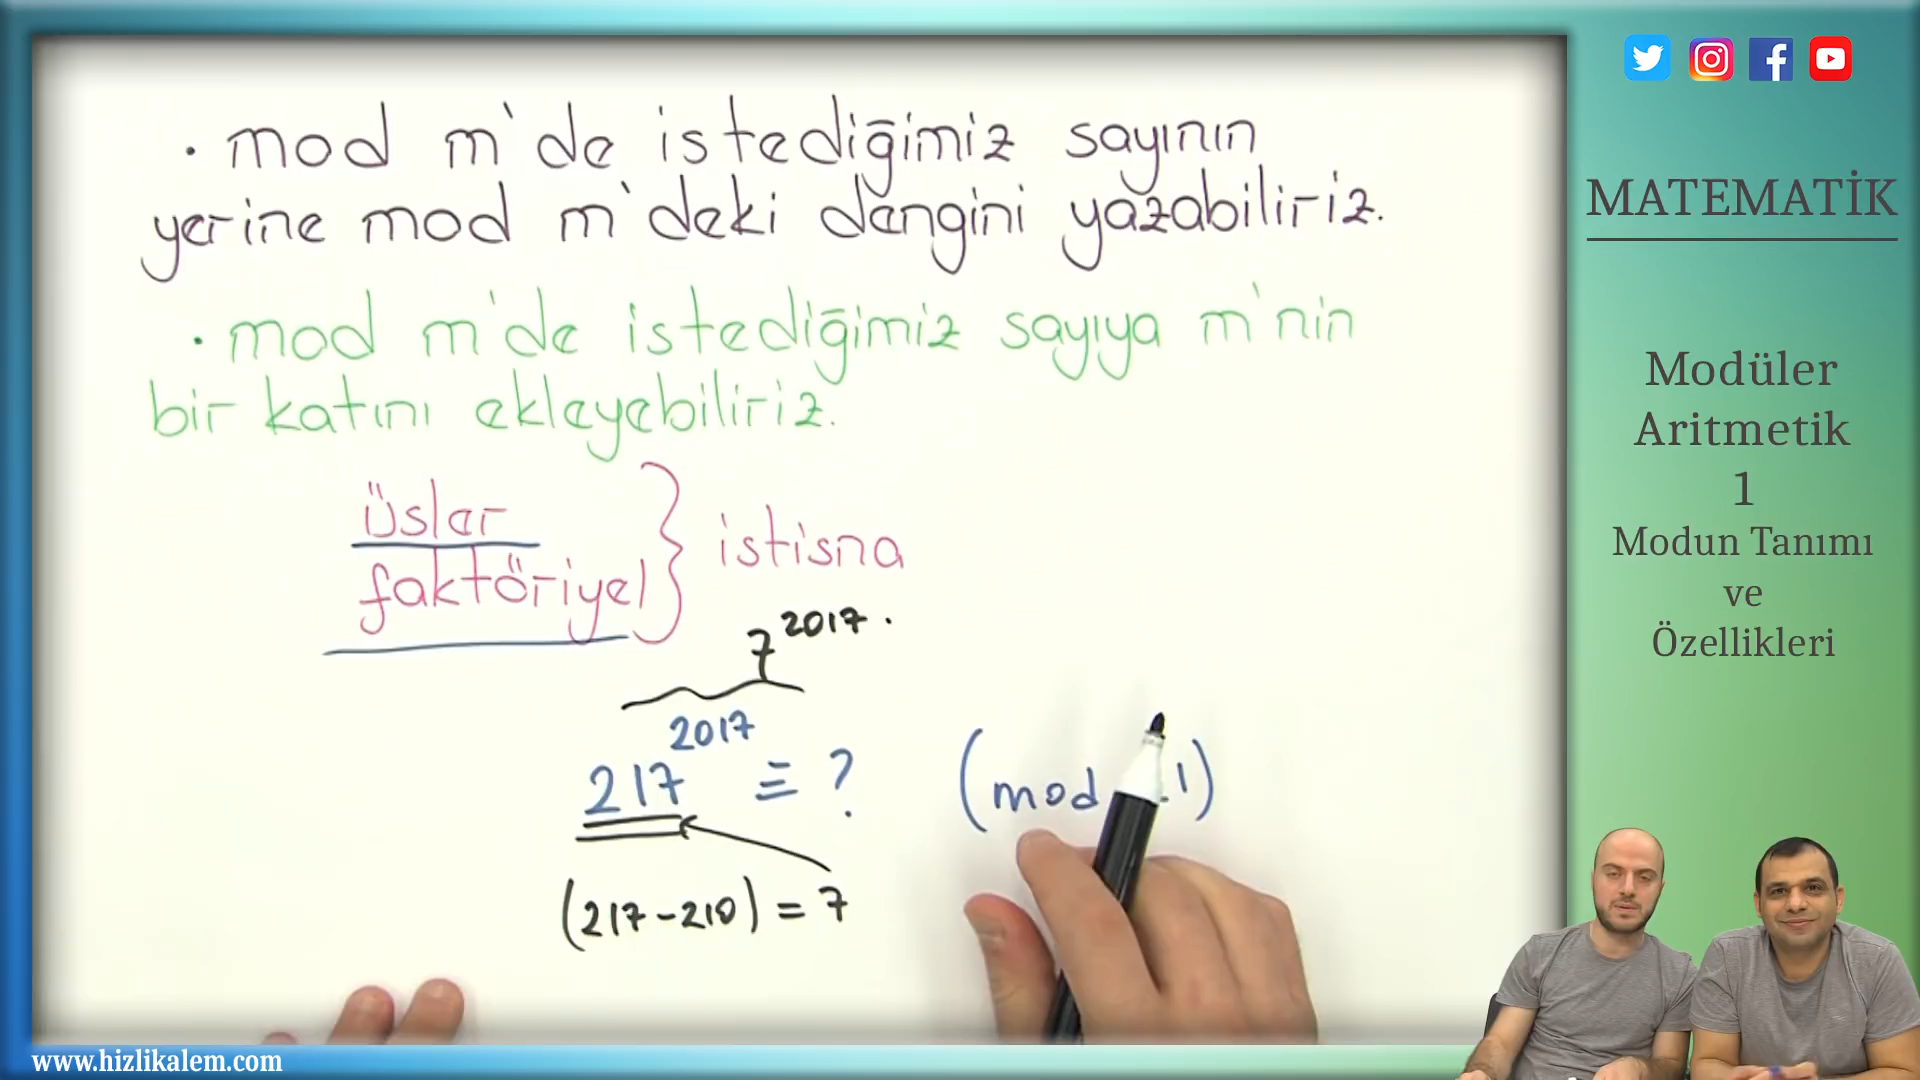 • mod m'de istediğimiz sayının
yerine mod m'deki dengini yazabiliriz.
• mod m'de istediğimiz sayıya m'nin
bir katını ekleyebiliriz.
üsler
faktöriyel } istisna
7^2017 .
217^2017 ≡ ? (mod 1)
(217-210) = 7
MATEMATİK
Modüler
Aritmetik
1
Modun Tanımı
ve
Özellikleri
www.hizlikalem.com